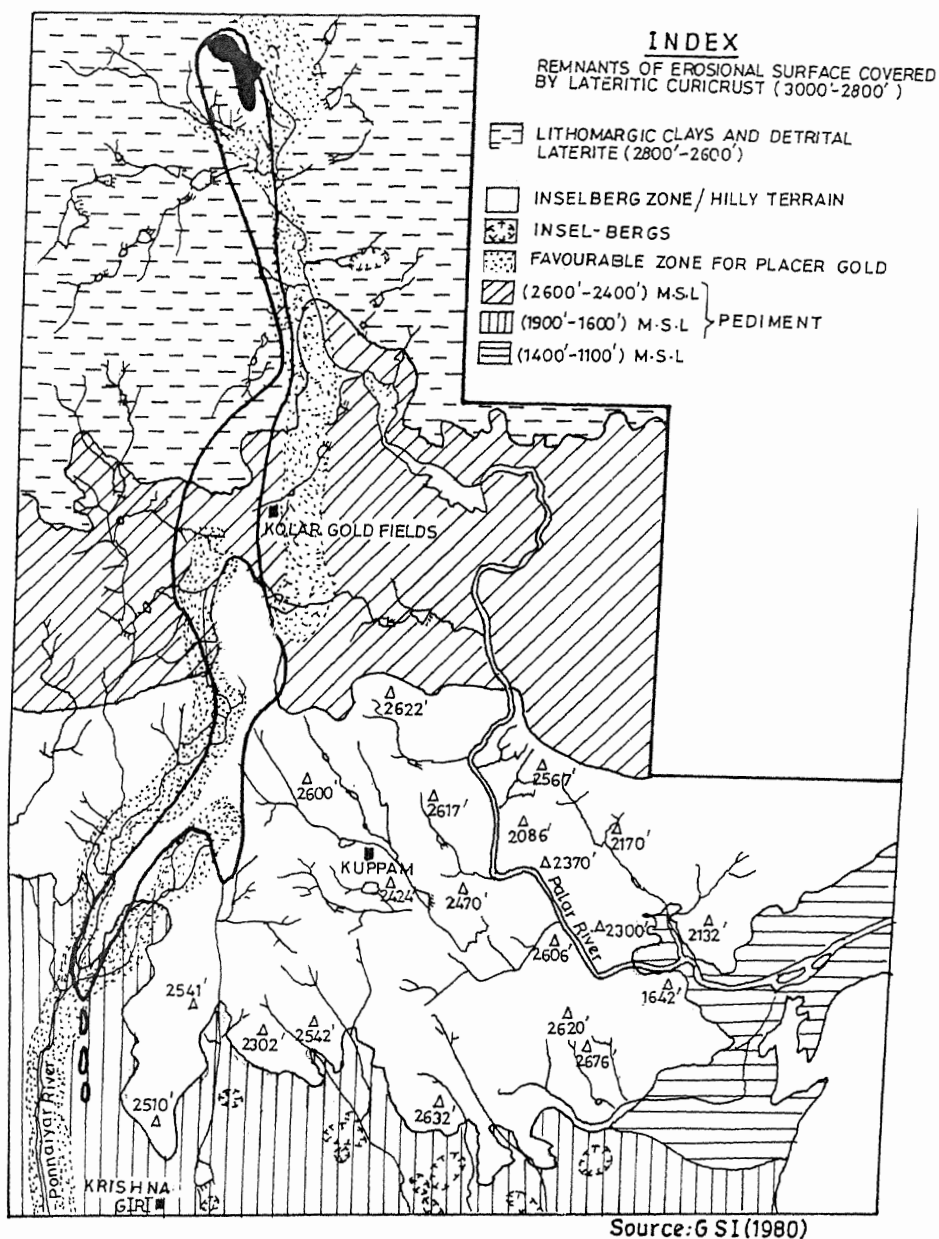 INDEX
REMNANTS OF EROSIONAL SURFACE COVERED
BY LATERITIC CURICRUST (3000'-2800')
LITHOMARGIC CLAYS AND DETRITAL
LATERITE (2800'-2600')
INSELBERG ZONE/HILLY TERRAIN
INSEL-BERGS
FAVOURABLE ZONE FOR PLACER GOLD
(2600'-2400') M.S.L
(1900'-1600') M.S.L
PEDIMENT
(1400'-1100') M.S.L
KOLAR GOLD FIELDS
2622'
2567'
2600'
2617'
2086'
2170'
KUPPAM
2370'
2424'
2470'
Palar River
2300'
2132'
2606'
2541'
1642'
2302'
2542'
2620'
2676'
2510'
2632'
Ponnaiyar River
KRISHNA
GIRI
Source: G SI (1980)